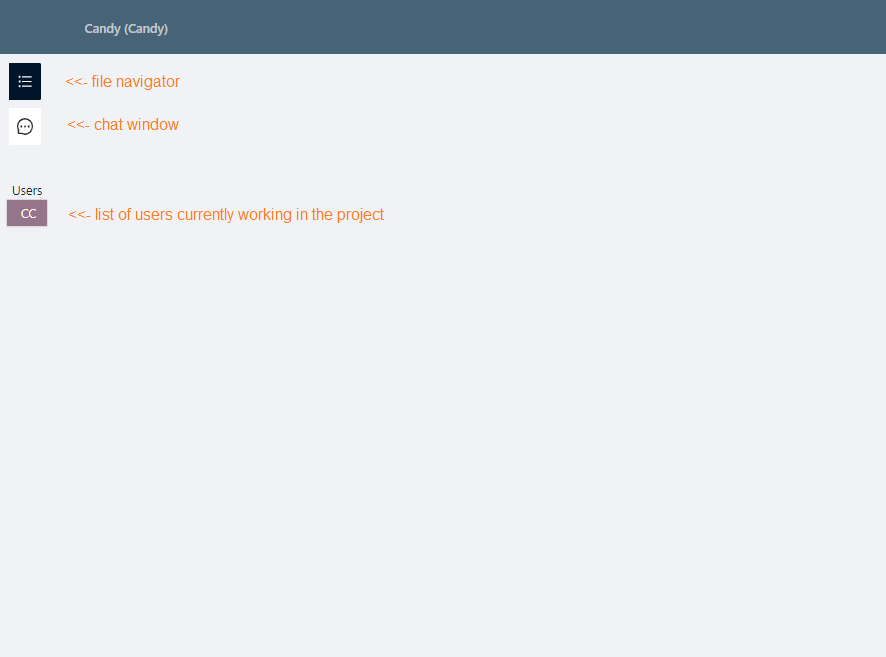 Candy (Candy)
<<- file navigator
<<- chat window
Users
CC
<<- list of users currently working in the project